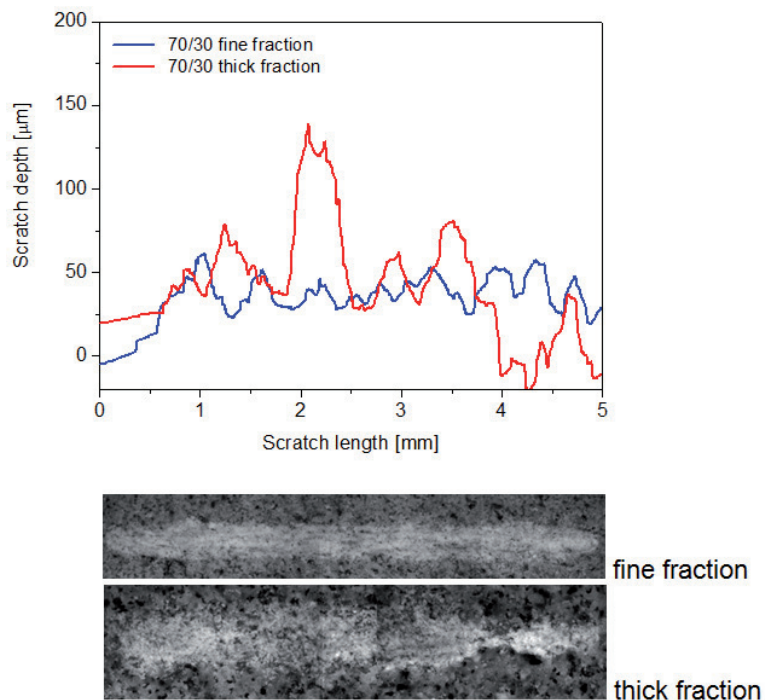 200
150
100
50
0
Scratch depth [µm]
70/30 fine fraction
70/30 thick fraction
0 1 2 3 4 5
Scratch length [mm]
fine fraction
thick fraction